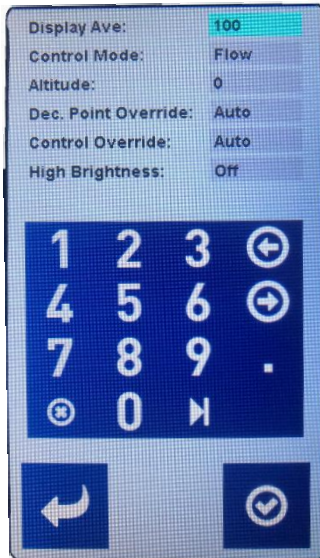 Display Ave: 100
Control Mode: Flow
Altitude: 0
Dec. Point Override: Auto
Control Override: Auto
High Brightness: Off
1 2 3
4 5 6
7 8 9 .
0